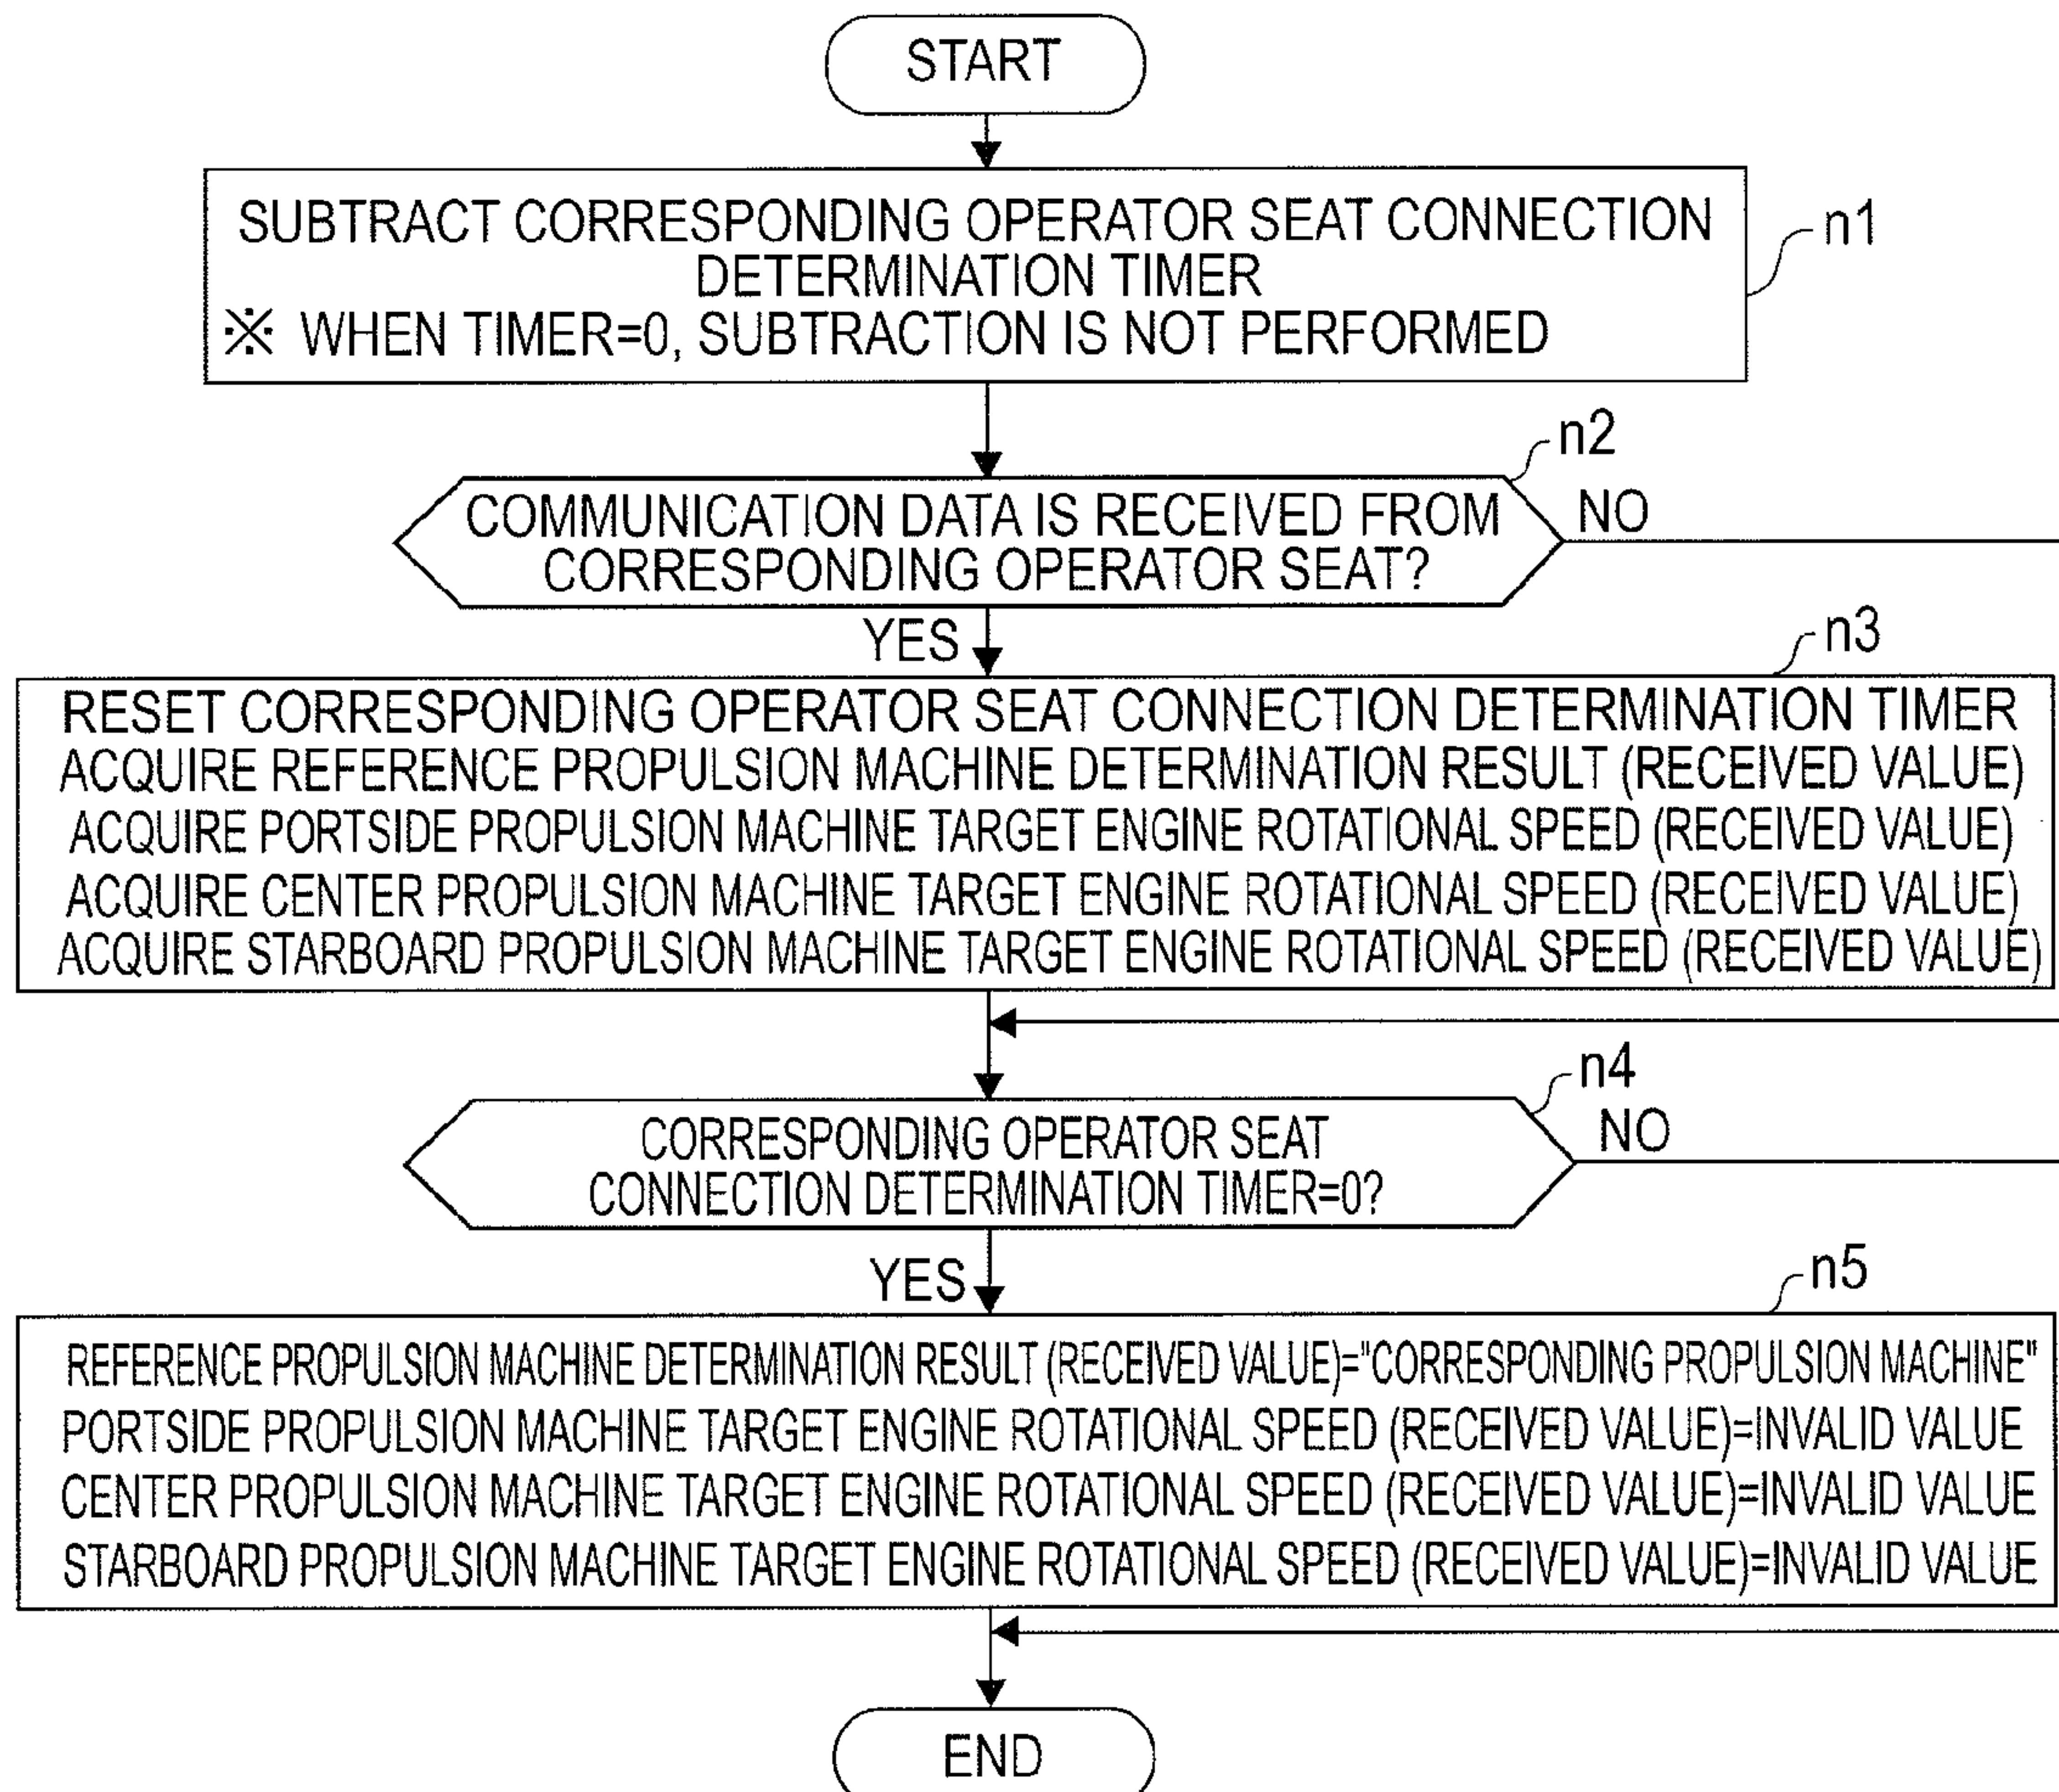 START
SUBTRACT CORRESPONDING OPERATOR SEAT CONNECTION
DETERMINATION TIMER
※ WHEN TIMER=0, SUBTRACTION IS NOT PERFORMED
n1
n2
COMMUNICATION DATA IS RECEIVED FROM
CORRESPONDING OPERATOR SEAT?
NO
YES
n3
RESET CORRESPONDING OPERATOR SEAT CONNECTION DETERMINATION TIMER
ACQUIRE REFERENCE PROPULSION MACHINE DETERMINATION RESULT (RECEIVED VALUE)
ACQUIRE PORTSIDE PROPULSION MACHINE TARGET ENGINE ROTATIONAL SPEED (RECEIVED VALUE)
ACQUIRE CENTER PROPULSION MACHINE TARGET ENGINE ROTATIONAL SPEED (RECEIVED VALUE)
ACQUIRE STARBOARD PROPULSION MACHINE TARGET ENGINE ROTATIONAL SPEED (RECEIVED VALUE)
n4
CORRESPONDING OPERATOR SEAT
CONNECTION DETERMINATION TIMER=0?
NO
YES
n5
REFERENCE PROPULSION MACHINE DETERMINATION RESULT (RECEIVED VALUE)="CORRESPONDING PROPULSION MACHINE"
PORTSIDE PROPULSION MACHINE TARGET ENGINE ROTATIONAL SPEED (RECEIVED VALUE)=INVALID VALUE
CENTER PROPULSION MACHINE TARGET ENGINE ROTATIONAL SPEED (RECEIVED VALUE)=INVALID VALUE
STARBOARD PROPULSION MACHINE TARGET ENGINE ROTATIONAL SPEED (RECEIVED VALUE)=INVALID VALUE
END